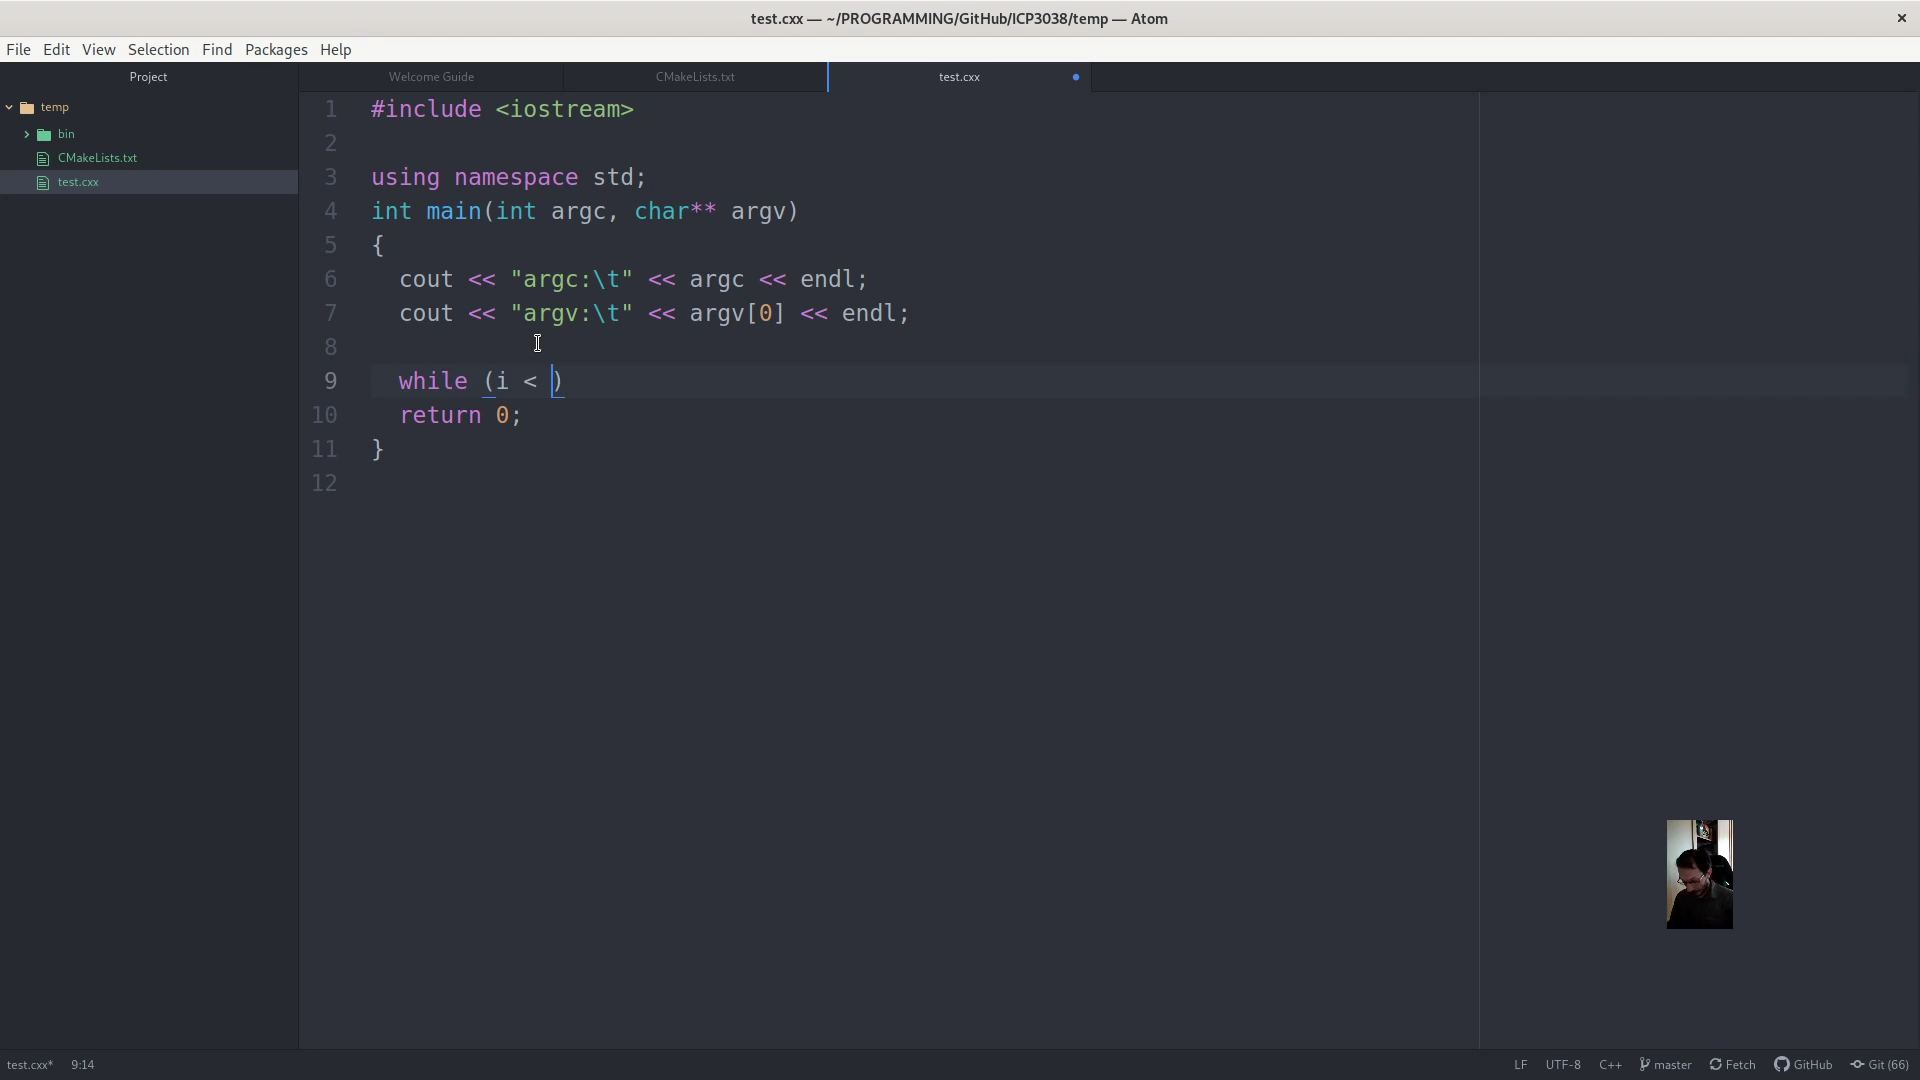 test.cxx — ~/PROGRAMMING/GitHub/ICP3038/temp — Atom
×
File Edit View Selection Find Packages Help
Project
Welcome Guide
CMakeLists.txt
test.cxx
temp
bin
CMakeLists.txt
test.cxx
1 #include <iostream>
2
3 using namespace std;
4 int main(int argc, char** argv)
5 {
6 cout << "argc:\t" << argc << endl;
7 cout << "argv:\t" << argv[0] << endl;
8
9 while (i < )
10 return 0;
11 }
12
test.cxx* 9:14
LF UTF-8 C++ master Fetch GitHub Git (66)